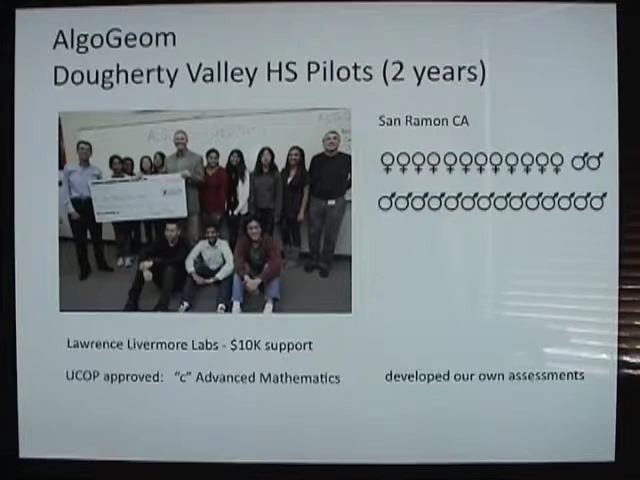 AlgoGeom
Dougherty Valley HS Pilots (2 years)
San Ramon CA
♀♀♀♀♀♀♀♀♀♀♀♀ ♂♂
♂♂♂♂♂♂♂♂♂♂♂♂♂♂
Lawrence Livermore Labs - $10K support
UCOP approved: "c" Advanced Mathematics
developed our own assessments